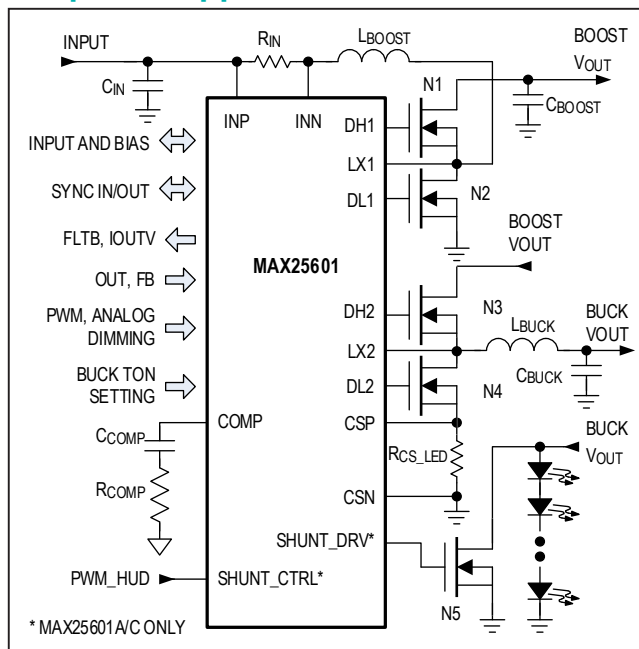 INPUT
RIN
LBOOST
BOOST
VOUT
CIN
N1
CBOOST
INP
INN
DH1
INPUT AND BIAS
LX1
SYNC IN/OUT
DL1
N2
FLTB, IOUTV
MAX25601
BOOST
VOUT
OUT, FB
DH2
N3
LBUCK
BUCK
VOUT
PWM, ANALOG
DIMMING
LX2
BUCK TON
SETTING
DL2
N4
CBUCK
COMP
CSP
BUCK
VOUT
CCOMP
RCS_LED
RCOMP
CSN
SHUNT_DRV*
PWM_HUD
SHUNT_CTRL*
N5
* MAX25601A/C ONLY